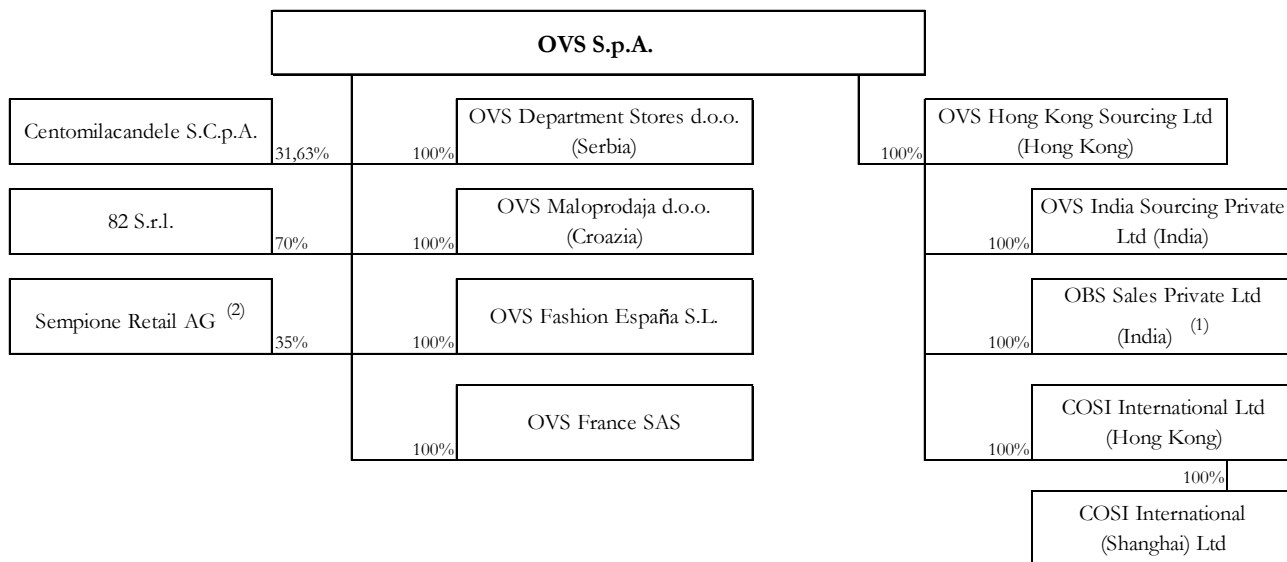 OVS S.p.A.
Centomilacandele S.C.p.A.
31,63%
82 S.r.l.
70%
Sempione Retail AG (2)
35%
OVS Department Stores d.o.o.
(Serbia)
100%
OVS Maloprodaja d.o.o.
(Croazia)
100%
OVS Fashion España S.L.
100%
OVS France SAS
100%
OVS Hong Kong Sourcing Ltd
(Hong Kong)
100%
OVS India Sourcing Private
Ltd (India)
100%
OBS Sales Private Ltd
(India) (1)
100%
COSI International Ltd
(Hong Kong)
100%
100%
COSI International
(Shanghai) Ltd